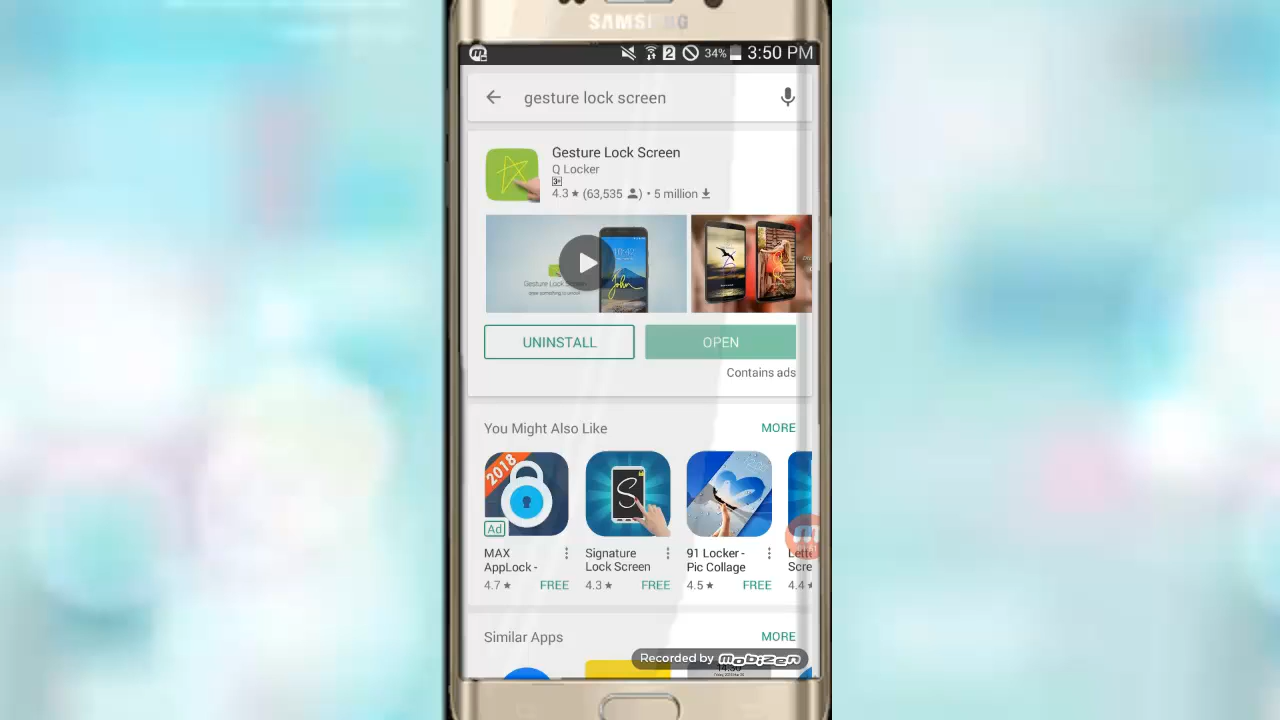 SAMSUNG
2 34% 3:50 PM
gesture lock screen
Gesture Lock Screen
Q Locker
3+
4.3 ★ (63,535) • 5 million
Gesture Lock Screen
John
UNINSTALL OPEN
Contains ads
You Might Also Like MORE
2018
Ad
S
MAX AppLock -
Signature Lock Screen
91 Locker - Pic Collage
4.7 ★ FREE
4.3 ★ FREE
4.5 ★ FREE
4.4
Similar Apps MORE
Recorded by mobizen